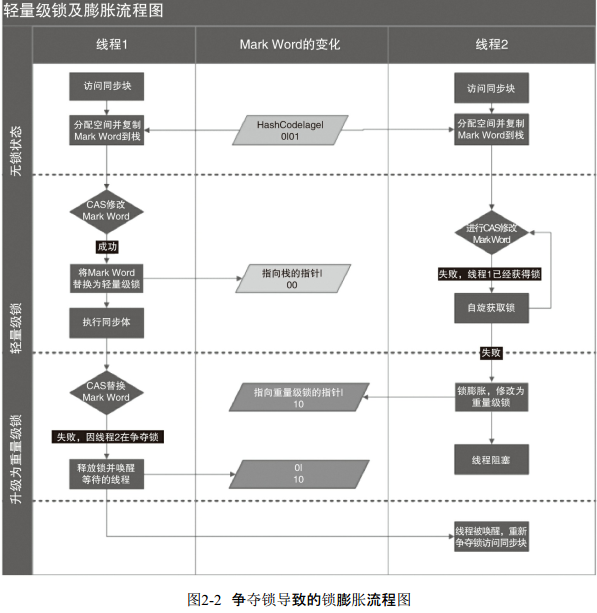 轻量级锁及膨胀流程图
线程1
Mark Word的变化
线程2
无锁状态
访问同步块
分配空间并复制
Mark Word到栈
HashCode|age|
0|01
访问同步块
分配空间并复制
Mark Word到栈
轻量级锁
CAS修改
Mark Word
成功
将Mark Word
替换为轻量级锁
执行同步体
指向栈的指针|
00
进行CAS修改
Mark Word
失败，线程1已经获得锁
自旋获取锁
失败
升级为重量级锁
CAS替换
Mark Word
失败，因线程2在争夺锁
释放锁并唤醒
等待的线程
指向重量级锁的指针|
10
0|
10
锁膨胀，修改为
重量级锁
线程阻塞
线程被唤醒，重新
争夺锁访问同步块
图2-2 争夺锁导致的锁膨胀流程图